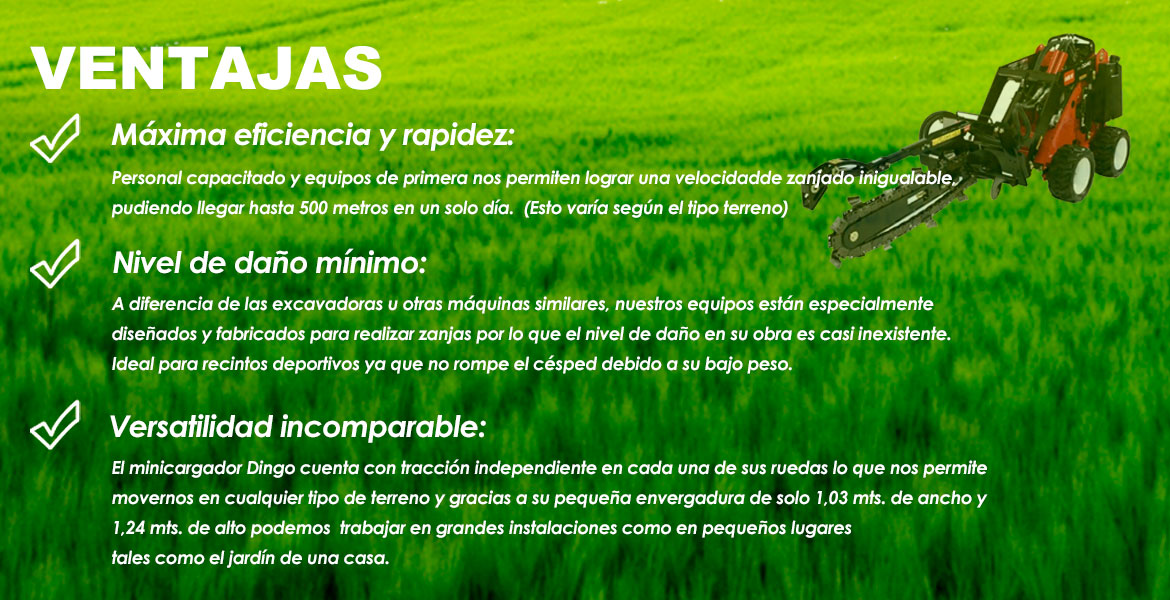 VENTAJAS
Máxima eficiencia y rapidez:
Personal capacitado y equipos de primera nos permiten lograr una velocidadde zanjado inigualable,
pudiendo llegar hasta 500 metros en un solo día. (Esto varía según el tipo terreno)
Nivel de daño mínimo:
A diferencia de las excavadoras u otras máquinas similares, nuestros equipos están especialmente
diseñados y fabricados para realizar zanjas por lo que el nivel de daño en su obra es casi inexistente.
Ideal para recintos deportivos ya que no rompe el césped debido a su bajo peso.
Versatilidad incomparable:
El minicargador Dingo cuenta con tracción independiente en cada una de sus ruedas lo que nos permite
movernos en cualquier tipo de terreno y gracias a su pequeña envergadura de solo 1,03 mts. de ancho y
1,24 mts. de alto podemos trabajar en grandes instalaciones como en pequeños lugares
tales como el jardín de una casa.